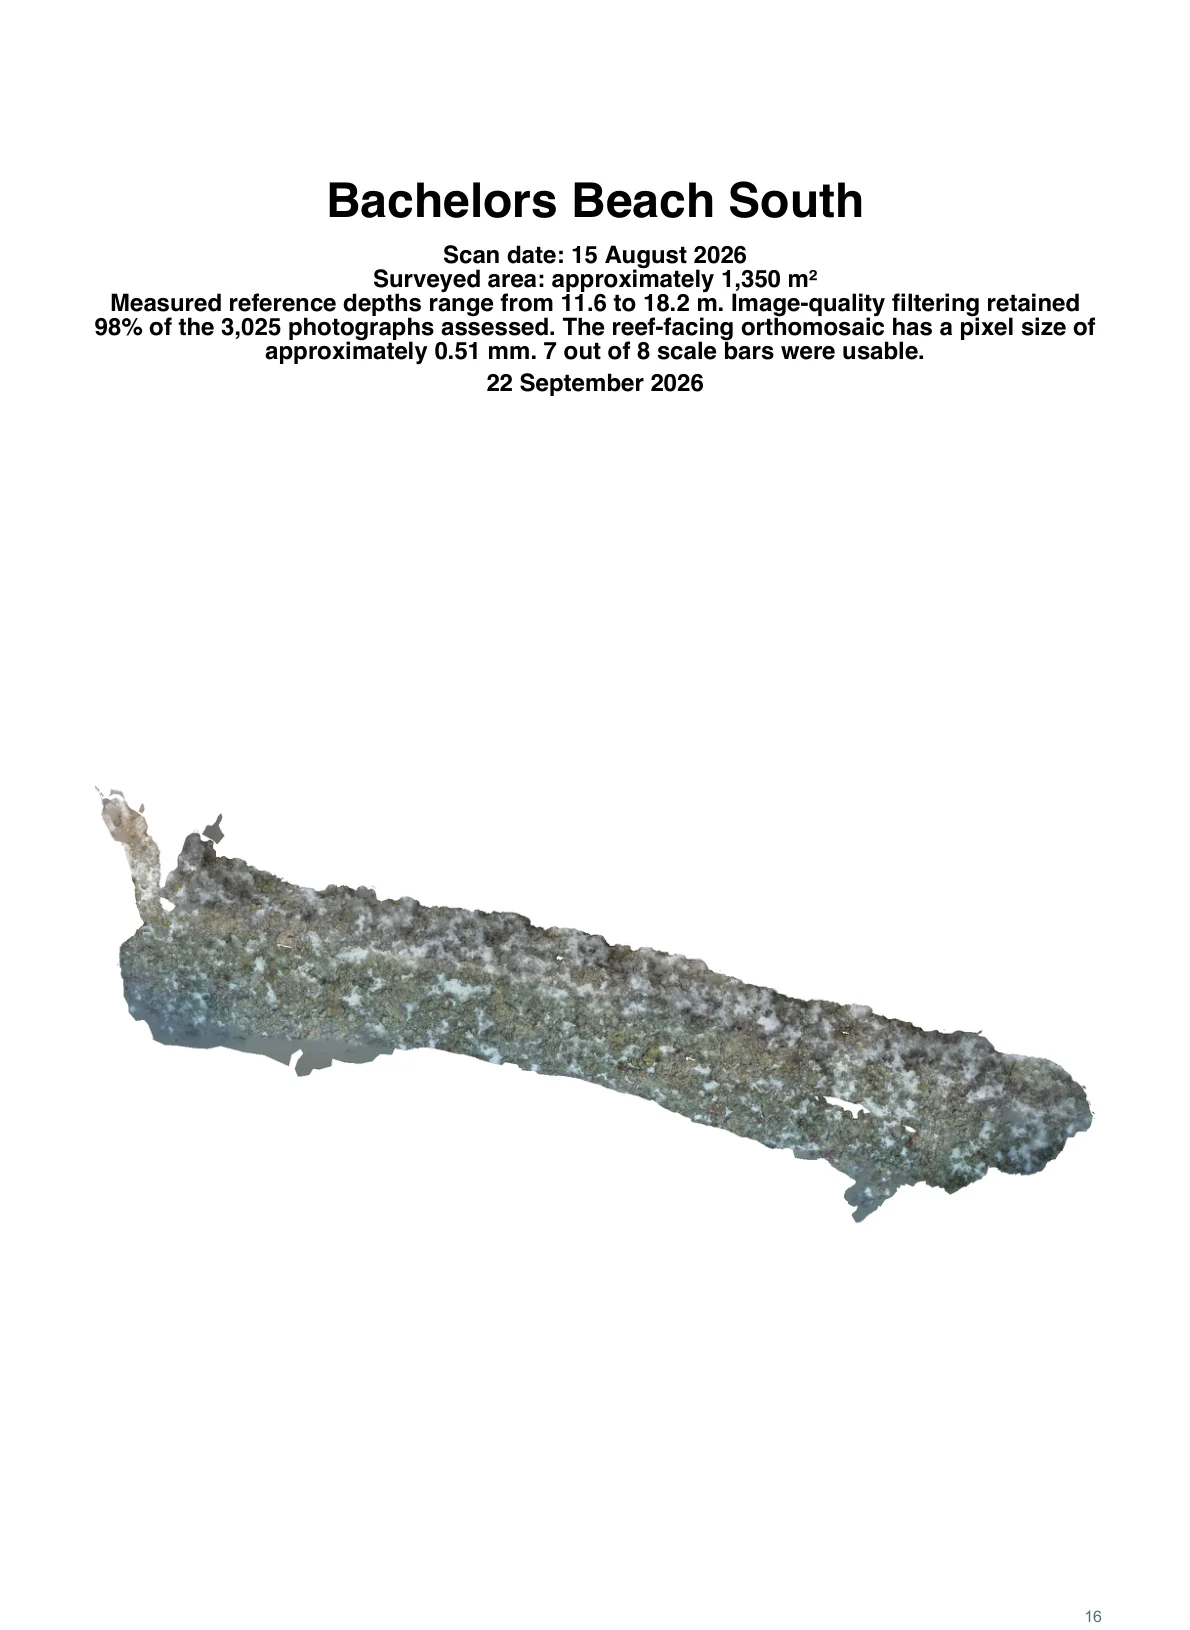 Bachelors Beach South
Scan date: 15 August 2026
Surveyed area: approximately 1,350 m²
Measured reference depths range from 11.6 to 18.2 m. Image-quality filtering retained
98% of the 3,025 photographs assessed. The reef-facing orthomosaic has a pixel size of
approximately 0.51 mm. 7 out of 8 scale bars were usable.
22 September 2026
16